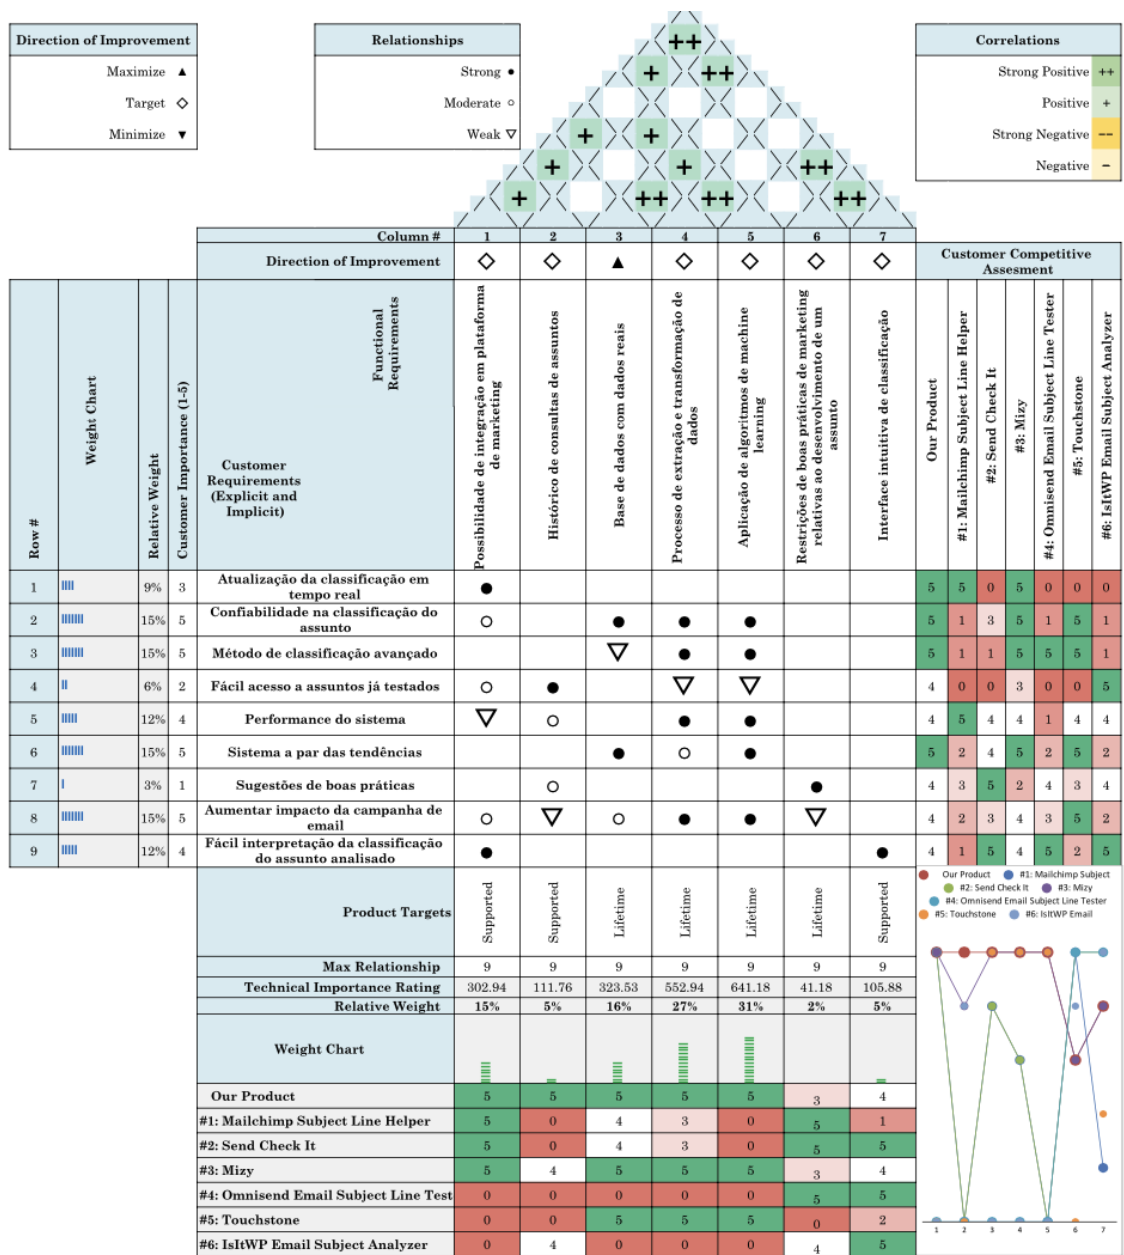 Direction of Improvement
Maximize ▲
Target ◇
Minimize ▼
Relationships
Strong ●
Moderate ○
Weak ▽
Correlations
Strong Positive ++
Positive +
Strong Negative −−
Negative −
++
+ ++
+ +
+ + ++
+ ++ ++ ++
Column # 1 2 3 4 5 6 7
Direction of Improvement ◇ ◇ ▲ ◇ ◇ ◇ ◇
Customer Competitive
Assesment
Row #
Weight Chart
Relative Weight
Customer Importance (1-5)
Customer
Requirements
(Explicit and
Implicit)
Functional
Requirements
Possibilidade de integração em plataforma
de marketing
Histórico de consultas de assuntos
Base de dados com dados reais
Processo de extração e transformação de
dados
Aplicação de algoritmos de machine
learning
Restrições de boas práticas de marketing
relativas ao desenvolvimento de um
assunto
Interface intuitiva de classificação
Our Product
#1: Mailchimp Subject Line Helper
#2: Send Check It
#3: Mizy
#4: Omnisend Email Subject Line Tester
#5: Touchstone
#6: IsItWP Email Subject Analyzer
1 9% 3 Atualização da classificação em
tempo real ● 5 5 0 5 0 0 0
2 15% 5 Confiabilidade na classificação do
assunto ○ ● ● ● 5 1 3 5 1 5 1
3 15% 5 Método de classificação avançado ▽ ● ● 5 1 1 5 5 5 1
4 6% 2 Fácil acesso a assuntos já testados ○ ● ▽ ▽ 4 0 0 3 0 0 5
5 12% 4 Performance do sistema ▽ ○ ● ● 4 5 4 4 1 4 4
6 15% 5 Sistema a par das tendências ● ○ ● 5 2 4 5 2 5 2
7 3% 1 Sugestões de boas práticas ○ ● 4 3 5 2 4 3 4
8 15% 5 Aumentar impacto da campanha de
email ○ ▽ ○ ● ● ▽ 4 2 3 4 3 5 2
9 12% 4 Fácil interpretação da classificação
do assunto analisado ● ● 4 1 5 4 5 2 5
Product Targets Supported Supported Lifetime Lifetime Lifetime Lifetime Supported
Max Relationship 9 9 9 9 9 9 9
Technical Importance Rating 302.94 111.76 323.53 552.94 641.18 41.18 105.88
Relative Weight 15% 5% 16% 27% 31% 2% 5%
Weight Chart
Our Product 5 5 5 5 5 3 4
#1: Mailchimp Subject Line Helper 5 0 4 3 0 5 1
#2: Send Check It 5 0 4 3 0 5 5
#3: Mizy 5 4 5 5 5 3 4
#4: Omnisend Email Subject Line Test 0 0 0 0 0 5 5
#5: Touchstone 0 0 5 5 5 0 2
#6: IsItWP Email Subject Analyzer 0 4 0 0 0 4 5
Our Product #1: Mailchimp Subject
#2: Send Check It #3: Mizy
#4: Omnisend Email Subject Line Tester
#5: Touchstone #6: IsItWP Email
1 2 3 4 5 6 7